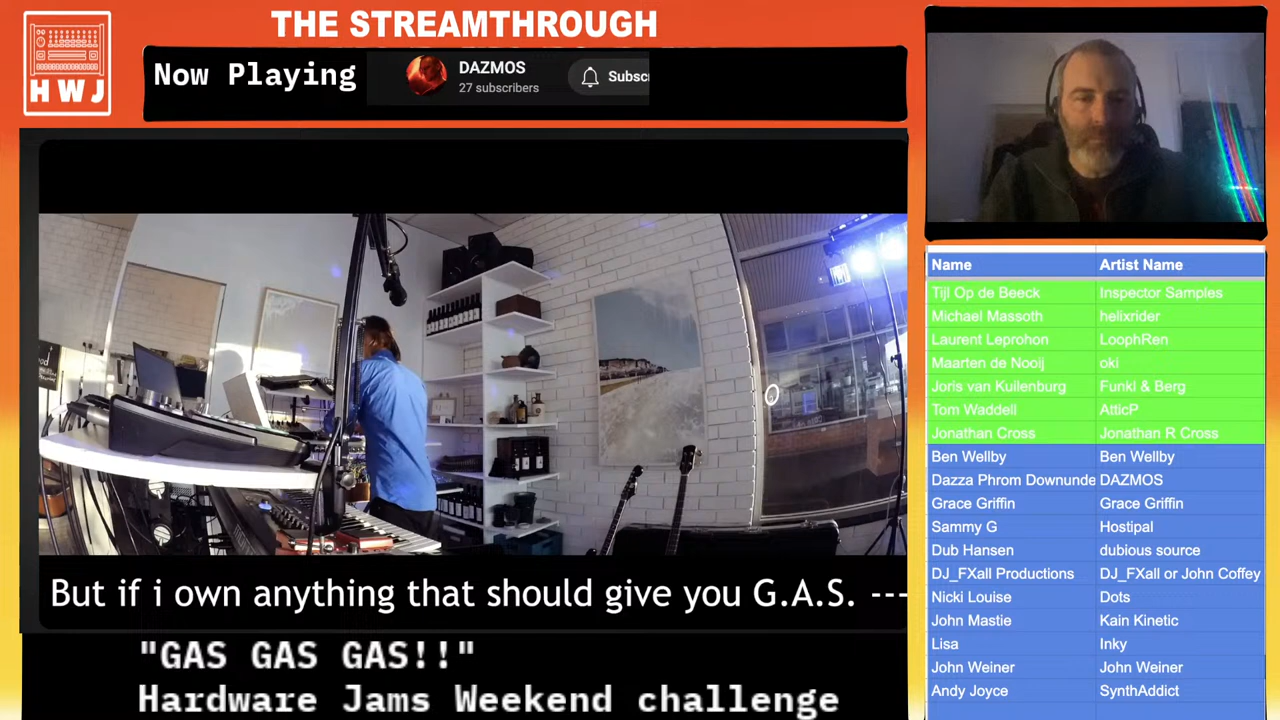 THE STREAMTHROUGH
HWJ
Now Playing
DAZMOS
27 subscribers
Subsc
But if i own anything that should give you G.A.S. ---
"GAS GAS GAS!!"
Hardware Jams Weekend challenge
Name Artist Name
Tijl Op de Beeck Inspector Samples
Michael Massoth helixrider
Laurent Leprohon LoophRen
Maarten de Nooij oki
Joris van Kuilenburg Funkl & Berg
Tom Waddell AtticP
Jonathan Cross Jonathan R Cross
Ben Wellby Ben Wellby
Dazza Phrom Downunde DAZMOS
Grace Griffin Grace Griffin
Sammy G Hostipal
Dub Hansen dubious source
DJ_FXall Productions DJ_FXall or John Coffey
Nicki Louise Dots
John Mastie Kain Kinetic
Lisa Inky
John Weiner John Weiner
Andy Joyce SynthAddict